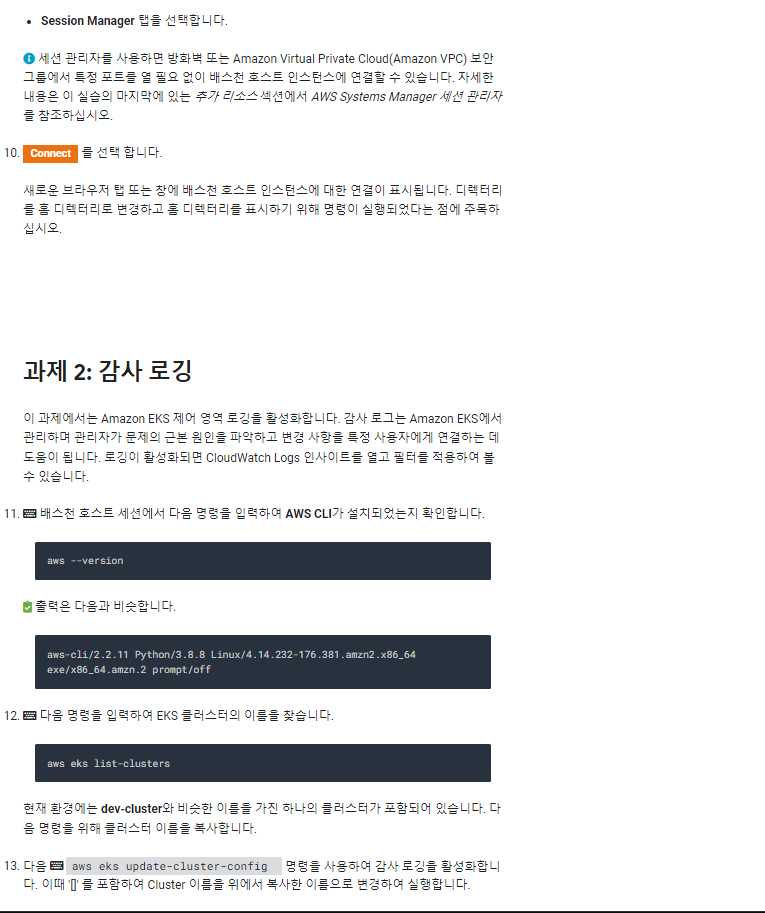 • Session Manager 탭을 선택합니다.
세션 관리자를 사용하면 방화벽 또는 Amazon Virtual Private Cloud(Amazon VPC) 보안
그룹에서 특정 포트를 열 필요 없이 배스천 호스트 인스턴스에 연결할 수 있습니다. 자세한
내용은 이 실습의 마지막에 있는 추가 리소스 섹션에서 AWS Systems Manager 세션 관리자
를 참조하십시오.
10. Connect 를 선택 합니다.
새로운 브라우저 탭 또는 창에 배스천 호스트 인스턴스에 대한 연결이 표시됩니다. 디렉터리
를 홈 디렉터리로 변경하고 홈 디렉터리를 표시하기 위해 명령이 실행되었다는 점에 주목하
십시오.
과제 2: 감사 로깅
이 과제에서는 Amazon EKS 제어 영역 로깅을 활성화합니다. 감사 로그는 Amazon EKS에서
관리하며 관리자가 문제의 근본 원인을 파악하고 변경 사항을 특정 사용자에게 연결하는 데
도움이 됩니다. 로깅이 활성화되면 CloudWatch Logs 인사이트를 열고 필터를 적용하여 볼
수 있습니다.
11. 배스천 호스트 세션에서 다음 명령을 입력하여 AWS CLI가 설치되었는지 확인합니다.
aws --version
출력은 다음과 비슷합니다.
aws-cli/2.2.11 Python/3.8.8 Linux/4.14.232-176.381.amzn2.x86_64
exe/x86_64.amzn.2 prompt/off
12. 다음 명령을 입력하여 EKS 클러스터의 이름을 찾습니다.
aws eks list-clusters
현재 환경에는 dev-cluster와 비슷한 이름을 가진 하나의 클러스터가 포함되어 있습니다. 다
음 명령을 위해 클러스터 이름을 복사합니다.
13. 다음 aws eks update-cluster-config 명령을 사용하여 감사 로깅을 활성화합니
다. 이때 '[]' 를 포함하여 Cluster 이름을 위에서 복사한 이름으로 변경하여 실행합니다.